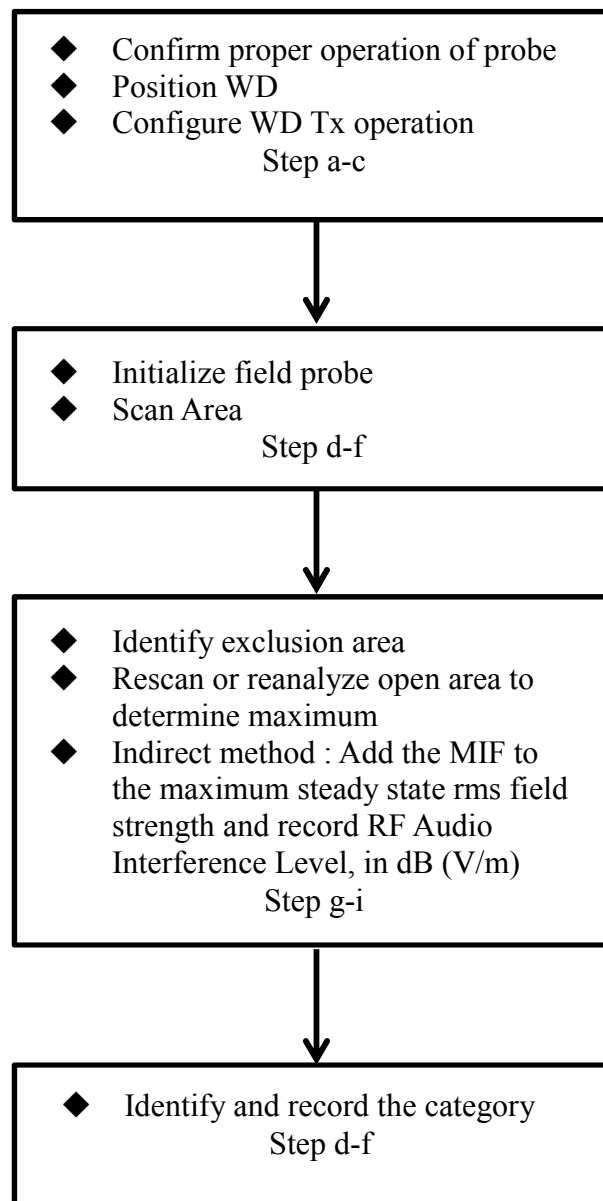 ◆ Confirm proper operation of probe
◆ Position WD
◆ Configure WD Tx operation
Step a-c
◆ Initialize field probe
◆ Scan Area
Step d-f
◆ Identify exclusion area
◆ Rescan or reanalyze open area to
determine maximum
◆ Indirect method : Add the MIF to
the maximum steady state rms field
strength and record RF Audio
Interference Level, in dB (V/m)
Step g-i
◆ Identify and record the category
Step d-f